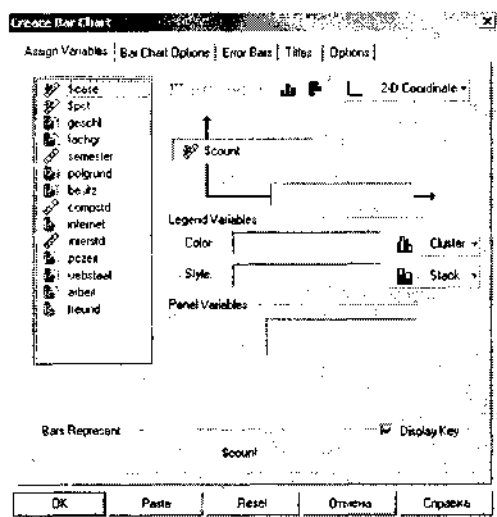 Create Bar Chart
Assign Variables Bar Chart Options Error Bars Titles Options
$case
$pst
geschl
fachgr
semester
polgrund
besitz
compstd
internet
interstd
pczeit
webstaal
arbeit
freund
2-D Coordinate
$count
Legend Variables
Color: Cluster
Style: Stack
Panel Variables
Bars Represent
Display Key
$count
OK Paste Reset Отмена Справка